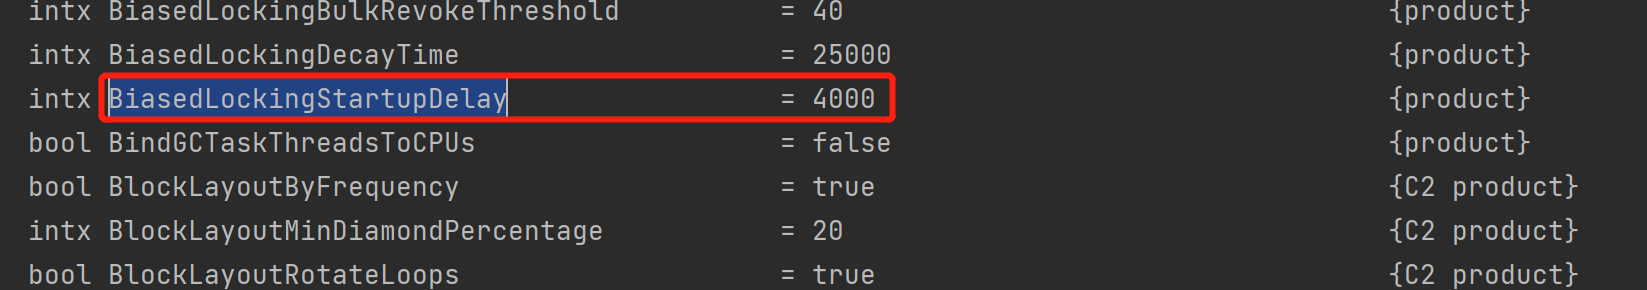 intx BiasedLockingBulkRevokeThreshold = 40 {product}
intx BiasedLockingDecayTime = 25000 {product}
intx BiasedLockingStartupDelay = 4000 {product}
bool BindGCTaskThreadsToCPUs = false {product}
bool BlockLayoutByFrequency = true {C2 product}
intx BlockLayoutMinDiamondPercentage = 20 {C2 product}
bool BlockLayoutRotateLoops = true {C2 product}